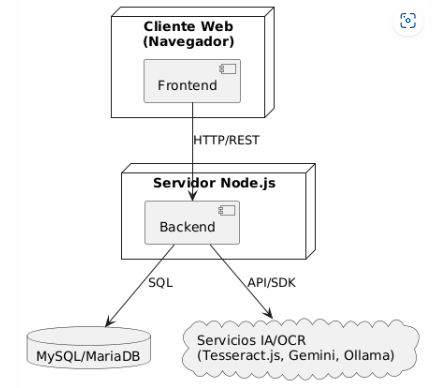 Cliente Web
(Navegador)
Frontend
HTTP/REST
Servidor Node.js
Backend
SQL
API/SDK
MySQL/MariaDB
Servicios IA/OCR
(Tesseract.js, Gemini, Ollama)